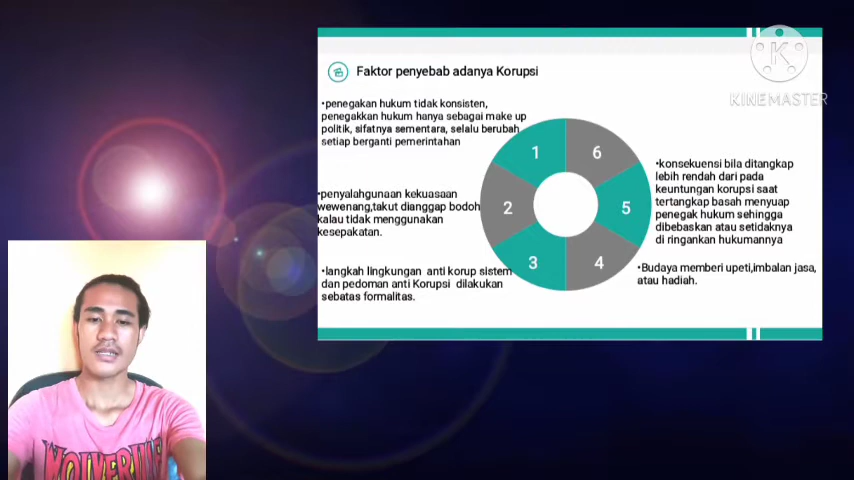 Faktor penyebab adanya Korupsi
•penegakan hukum tidak konsisten,
penegakkan hukum hanya sebagai make up
politik, sifatnya sementara, selalu berubah
setiap berganti pemerintahan
•penyalahgunaan kekuasaan
wewenang,takut dianggap bodoh
kalau tidak menggunakan
kesepakatan.
•langkah lingkungan anti korup sistem
dan pedoman anti Korupsi dilakukan
sebatas formalitas.
1
2
3
4
5
6
•konsekuensi bila ditangkap
lebih rendah dari pada
keuntungan korupsi saat
tertangkap basah menyuap
penegak hukum sehingga
dibebaskan atau setidaknya
di ringankan hukumannya
•Budaya memberi upeti,imbalan jasa,
atau hadiah.
K
KINEMASTER
WOLVERINE